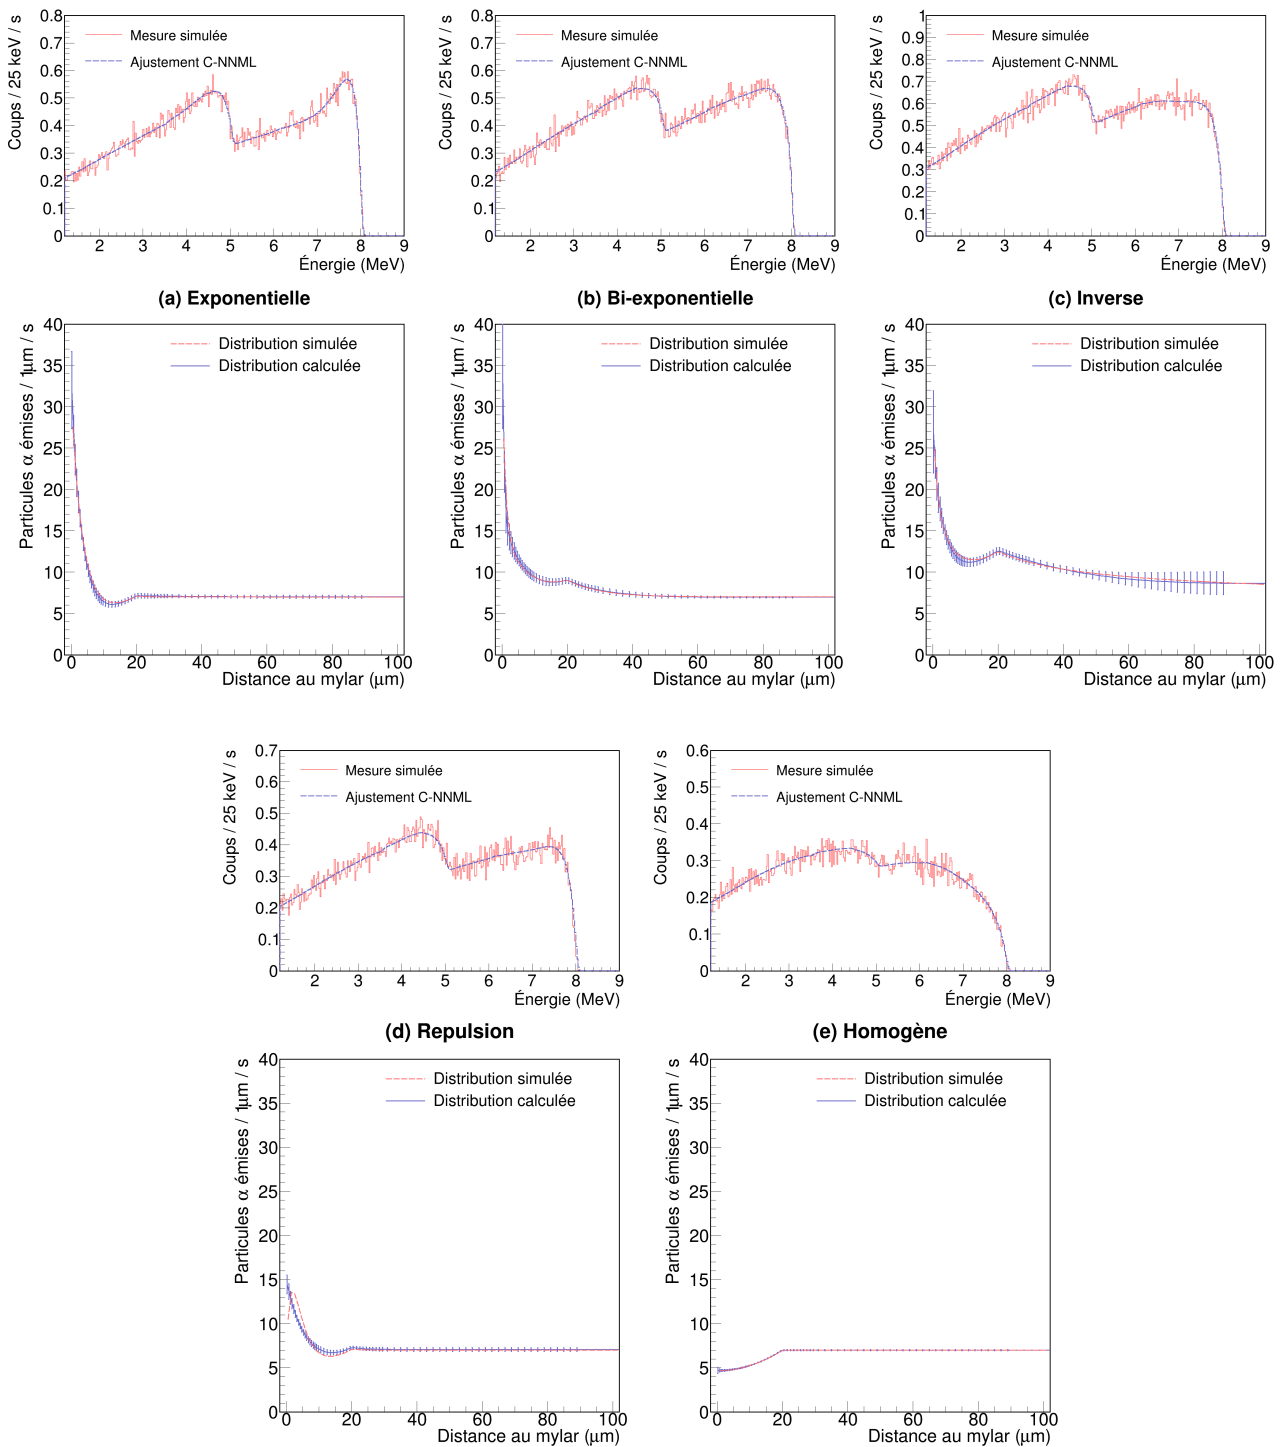 Coups / 25 keV / s
0.8
0.7
0.6
0.5
0.4
0.3
0.2
0.1
0
Mesure simulée
Ajustement C-NNML
2 3 4 5 6 7 8 9
Énergie (MeV)
Coups / 25 keV / s
0.8
0.7
0.6
0.5
0.4
0.3
0.2
0.1
0
Mesure simulée
Ajustement C-NNML
2 3 4 5 6 7 8 9
Énergie (MeV)
Coups / 25 keV / s
1
0.9
0.8
0.7
0.6
0.5
0.4
0.3
0.2
0.1
0
Mesure simulée
Ajustement C-NNML
2 3 4 5 6 7 8 9
Énergie (MeV)
(a) Exponentielle
(b) Bi-exponentielle
(c) Inverse
Particules α émises / 1μm / s
40
35
30
25
20
15
10
5
0
Distribution simulée
Distribution calculée
0 20 40 60 80 100
Distance au mylar (μm)
Particules α émises / 1μm / s
40
35
30
25
20
15
10
5
0
Distribution simulée
Distribution calculée
0 20 40 60 80 100
Distance au mylar (μm)
Particules α émises / 1μm / s
40
35
30
25
20
15
10
5
0
Distribution simulée
Distribution calculée
0 20 40 60 80 100
Distance au mylar (μm)
Coups / 25 keV / s
0.7
0.6
0.5
0.4
0.3
0.2
0.1
0
Mesure simulée
Ajustement C-NNML
2 3 4 5 6 7 8 9
Énergie (MeV)
Coups / 25 keV / s
0.6
0.5
0.4
0.3
0.2
0.1
0
Mesure simulée
Ajustement C-NNML
2 3 4 5 6 7 8 9
Énergie (MeV)
(d) Repulsion
(e) Homogène
Particules α émises / 1μm / s
40
35
30
25
20
15
10
5
0
Distribution simulée
Distribution calculée
0 20 40 60 80 100
Distance au mylar (μm)
Particules α émises / 1μm / s
40
35
30
25
20
15
10
5
0
Distribution simulée
Distribution calculée
0 20 40 60 80 100
Distance au mylar (μm)